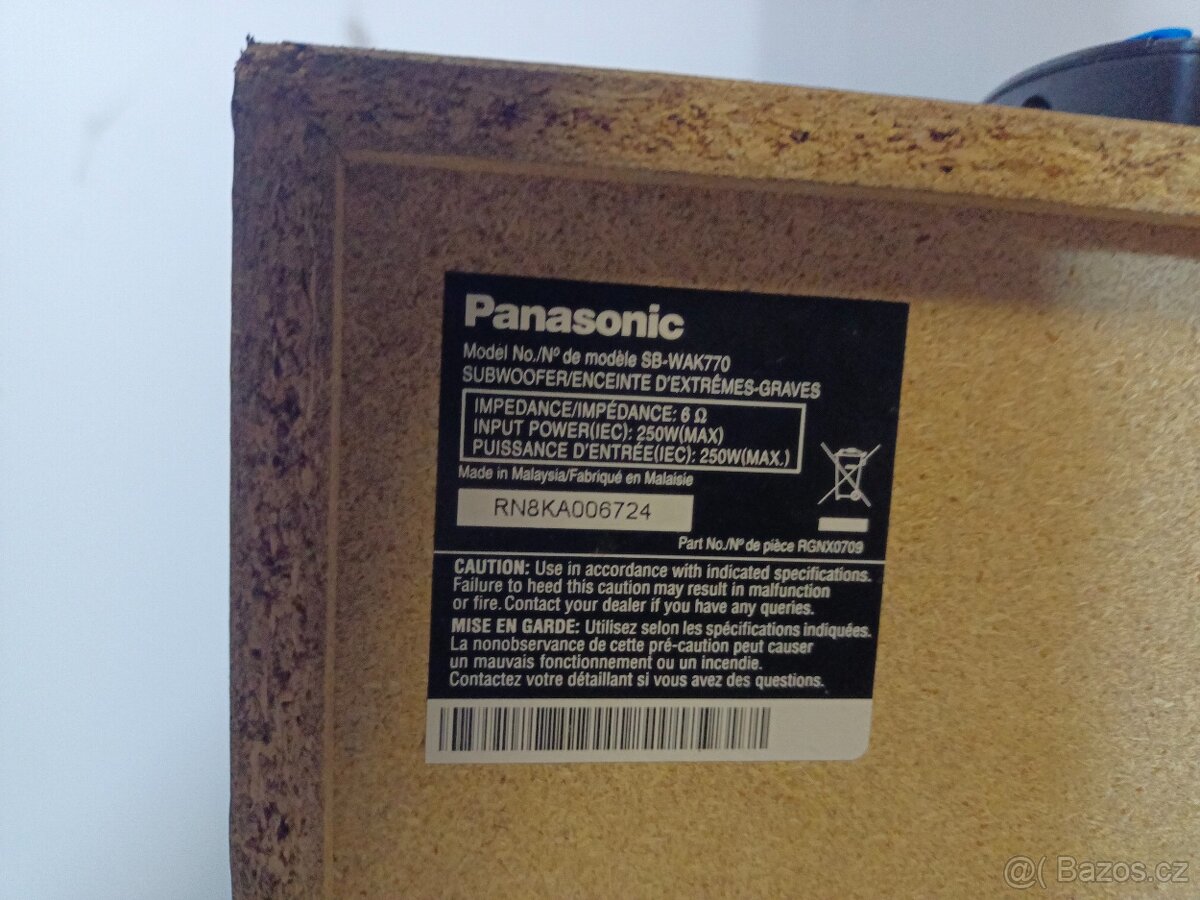 Panasonic
Model No./Nº de modèle SB-WAK770
SUBWOOFER/ENCEINTE D'EXTRÊMES-GRAVES
IMPEDANCE/IMPÉDANCE: 6 Ω
INPUT POWER(IEC): 250W(MAX)
PUISSANCE D'ENTRÉE(IEC): 250W(MAX.)
Made in Malaysia/Fabriqué en Malaisie
RN8KA006724
Part No./Nº de pièce RGNX0709
CAUTION: Use in accordance with indicated specifications.
Failure to heed this caution may result in malfunction
or fire. Contact your dealer if you have any queries.
MISE EN GARDE: Utilisez selon les spécifications indiquées.
La nonobservance de cette pré-caution peut causer
un mauvais fonctionnement ou un incendie.
Contactez votre détaillant si vous avez des questions.
@( Bazos.cz